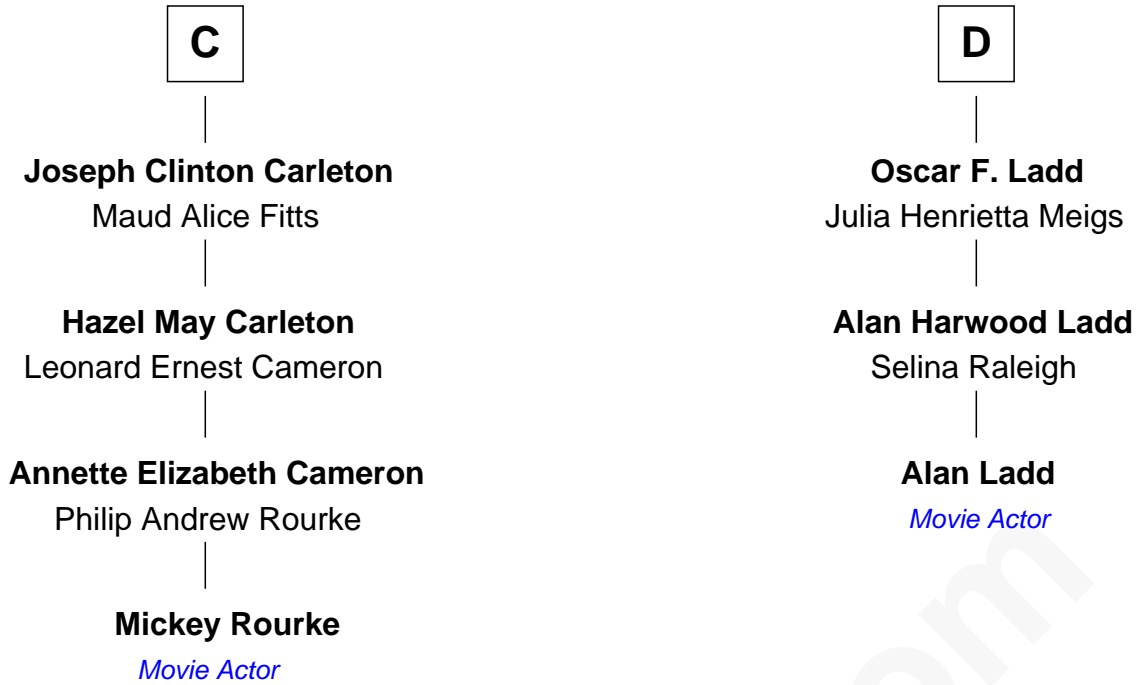 C
Joseph Clinton Carleton
Maud Alice Fitts
Hazel May Carleton
Leonard Ernest Cameron
Annette Elizabeth Cameron
Philip Andrew Rourke
Mickey Rourke
Movie Actor
D
Oscar F. Ladd
Julia Henrietta Meigs
Alan Harwood Ladd
Selina Raleigh
Alan Ladd
Movie Actor
om